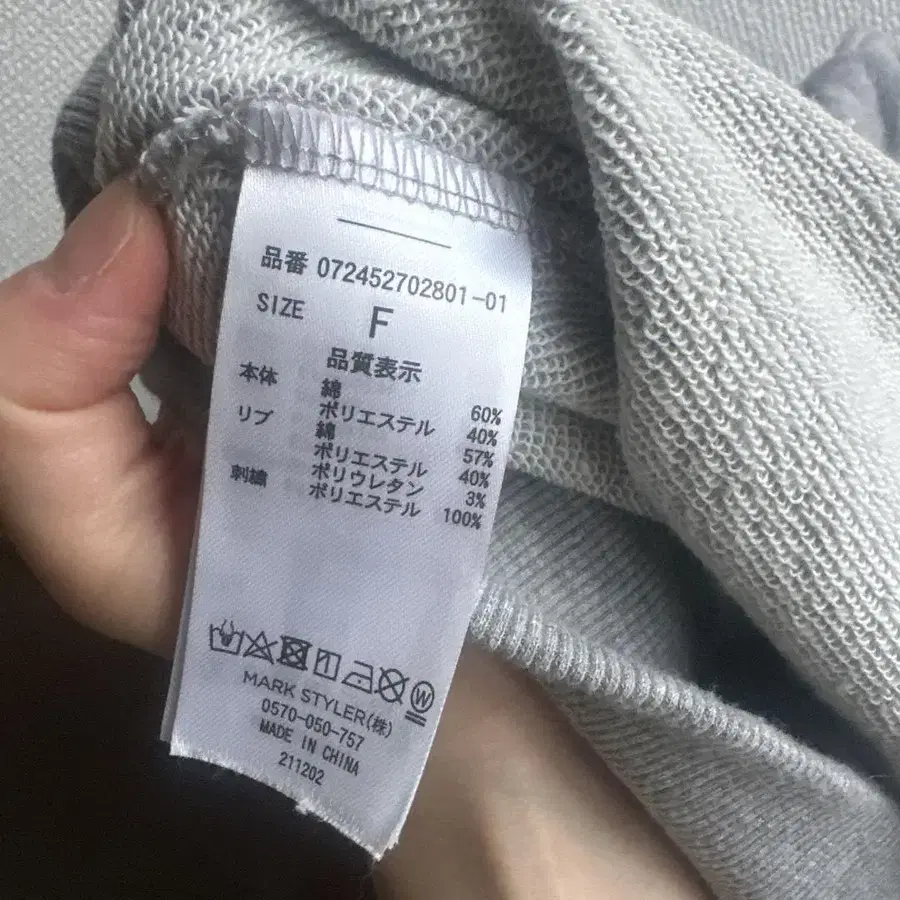 品番 072452702801-01
SIZE F
品質表示
本体 綿 60%
ポリエステル 40%
リブ 綿 57%
ポリエステル 40%
ポリウレタン 3%
刺繍 ポリエステル 100%
W
MARK STYLER(株)
0570-050-757
MADE IN CHINA
211202